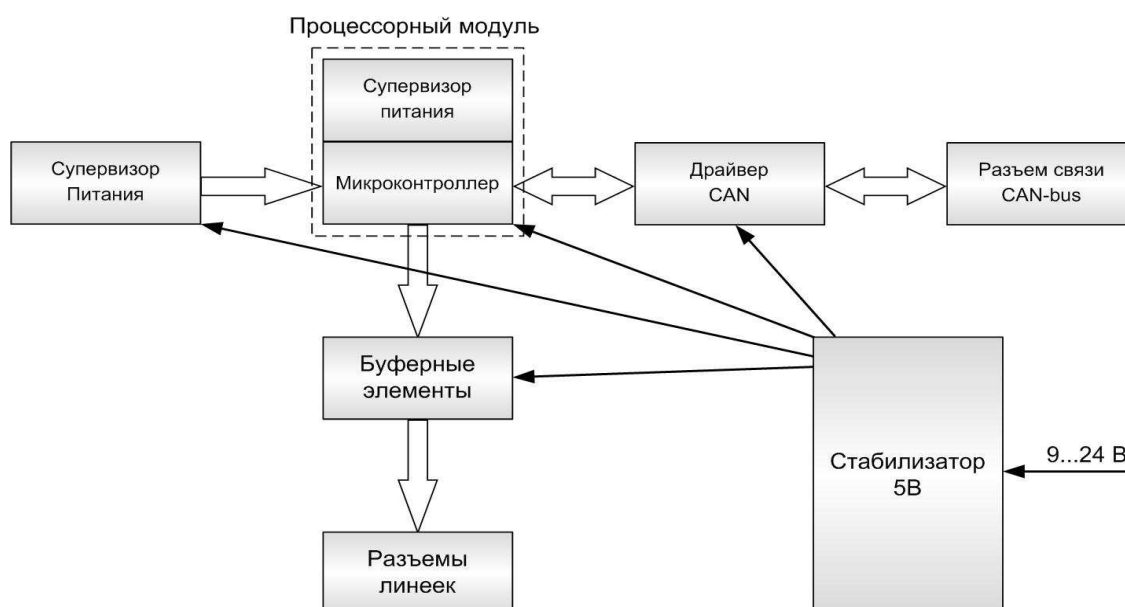 Процессорный модуль
Супервизор
питания
Супервизор
Питания
Микроконтроллер
Драйвер
CAN
Разъем связи
CAN-bus
Буферные
элементы
Стабилизатор
5В
9...24 В
Разъемы
линеек